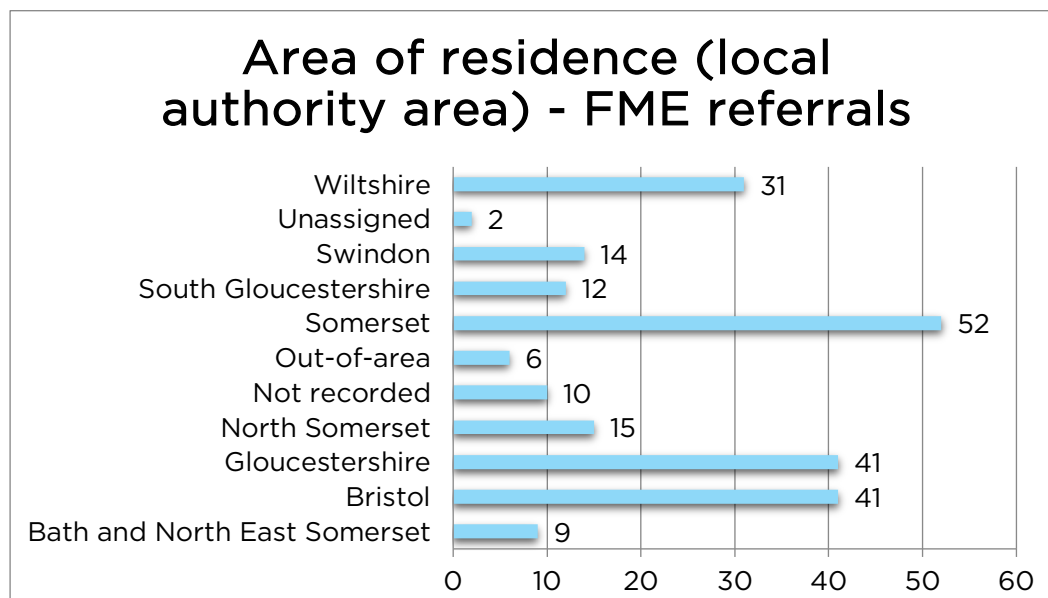 Area of residence (local
authority area) - FME referrals
Wiltshire 31
Unassigned 2
Swindon 14
South Gloucestershire 12
Somerset 52
Out-of-area 6
Not recorded 10
North Somerset 15
Gloucestershire 41
Bristol 41
Bath and North East Somerset 9
0 10 20 30 40 50 60